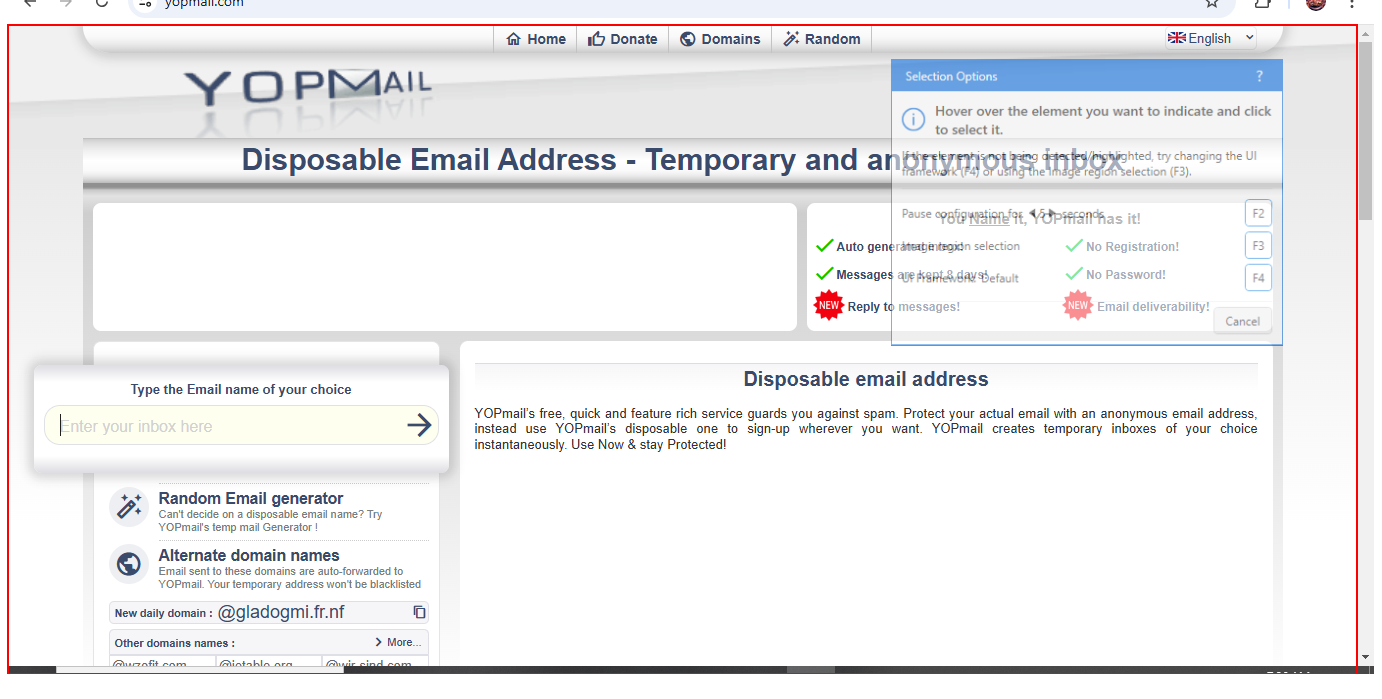 yopmail.com
Home Donate Domains Random English
YOPMAIL
Selection Options ?
Hover over the element you want to indicate and click
to select it.
Disposable Email Address - Temporary and anonymous inbox
If the element is not being detected/highlighted, try changing the UI
framework (F4) or using the image region selection (F3).
Pause configuration for 5 seconds F2
You Name it, YOPmail has it!
Auto generated inbox! No Registration!
Image region selection F3
Messages are kept 8 days! No Password!
UI Framework: Default F4
NEW Reply to messages! NEW Email deliverability!
Cancel
Type the Email name of your choice
Enter your inbox here
Disposable email address
YOPmail's free, quick and feature rich service guards you against spam. Protect your actual email with an anonymous email address,
instead use YOPmail's disposable one to sign-up wherever you want. YOPmail creates temporary inboxes of your choice
instantaneously. Use Now & stay Protected!
Random Email generator
Can't decide on a disposable email name? Try
YOPmail's temp mail Generator !
Alternate domain names
Email sent to these domains are auto-forwarded to
YOPmail. Your temporary address won't be blacklisted
New daily domain : @gladogmi.fr.nf
Other domains names : More...